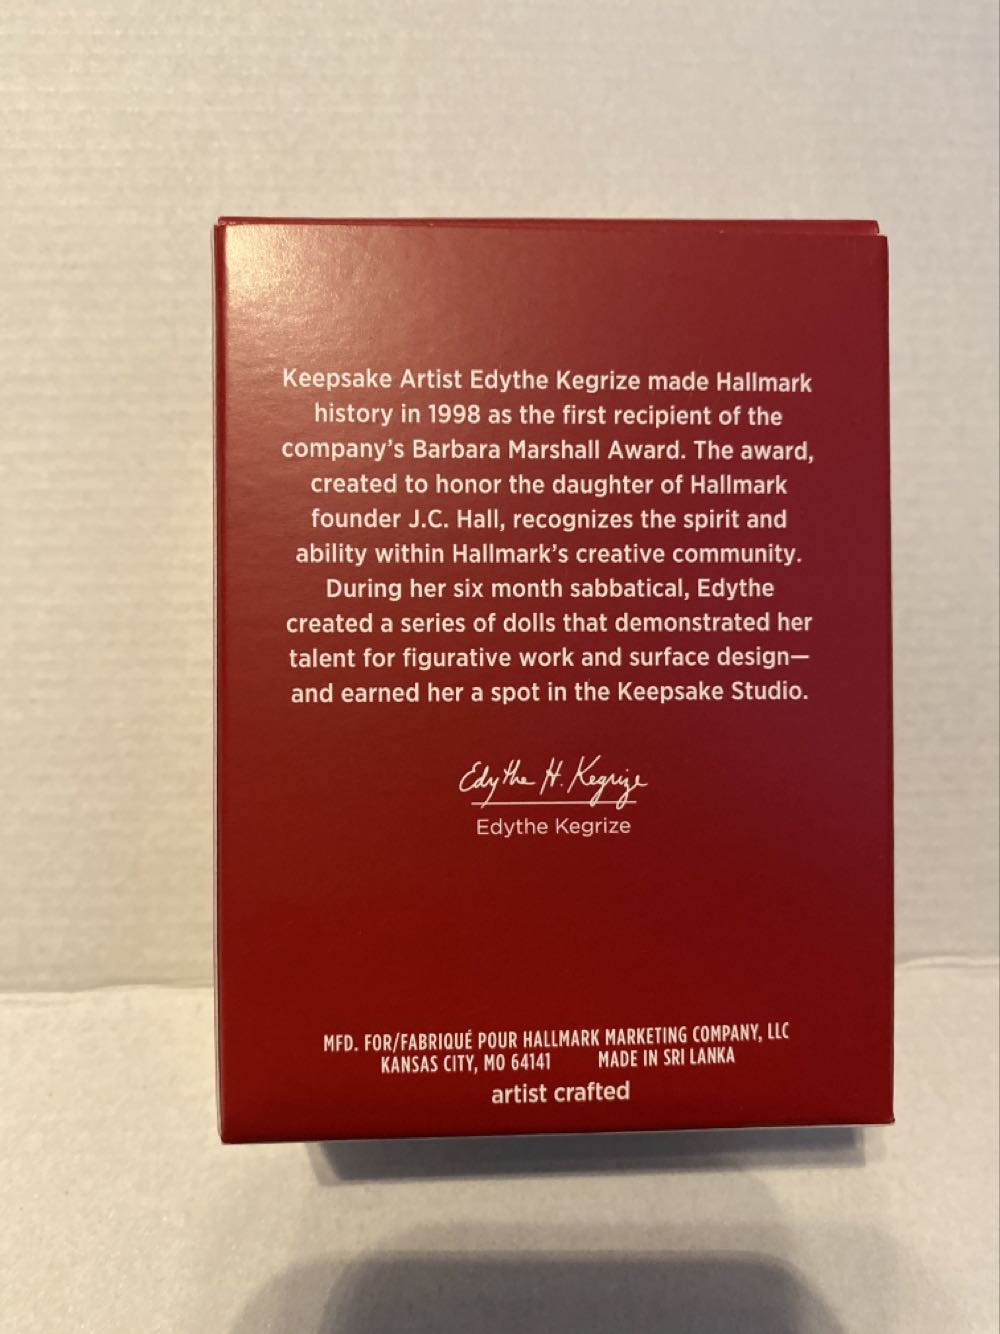 Keepsake Artist Edythe Kegrize made Hallmark
history in 1998 as the first recipient of the
company's Barbara Marshall Award. The award,
created to honor the daughter of Hallmark
founder J.C. Hall, recognizes the spirit and
ability within Hallmark's creative community.
During her six month sabbatical, Edythe
created a series of dolls that demonstrated her
talent for figurative work and surface design—
and earned her a spot in the Keepsake Studio.
Edythe H. Kegrize
Edythe Kegrize
MFD. FOR/FABRIQUÉ POUR HALLMARK MARKETING COMPANY, LLC
KANSAS CITY, MO 64141 MADE IN SRI LANKA
artist crafted